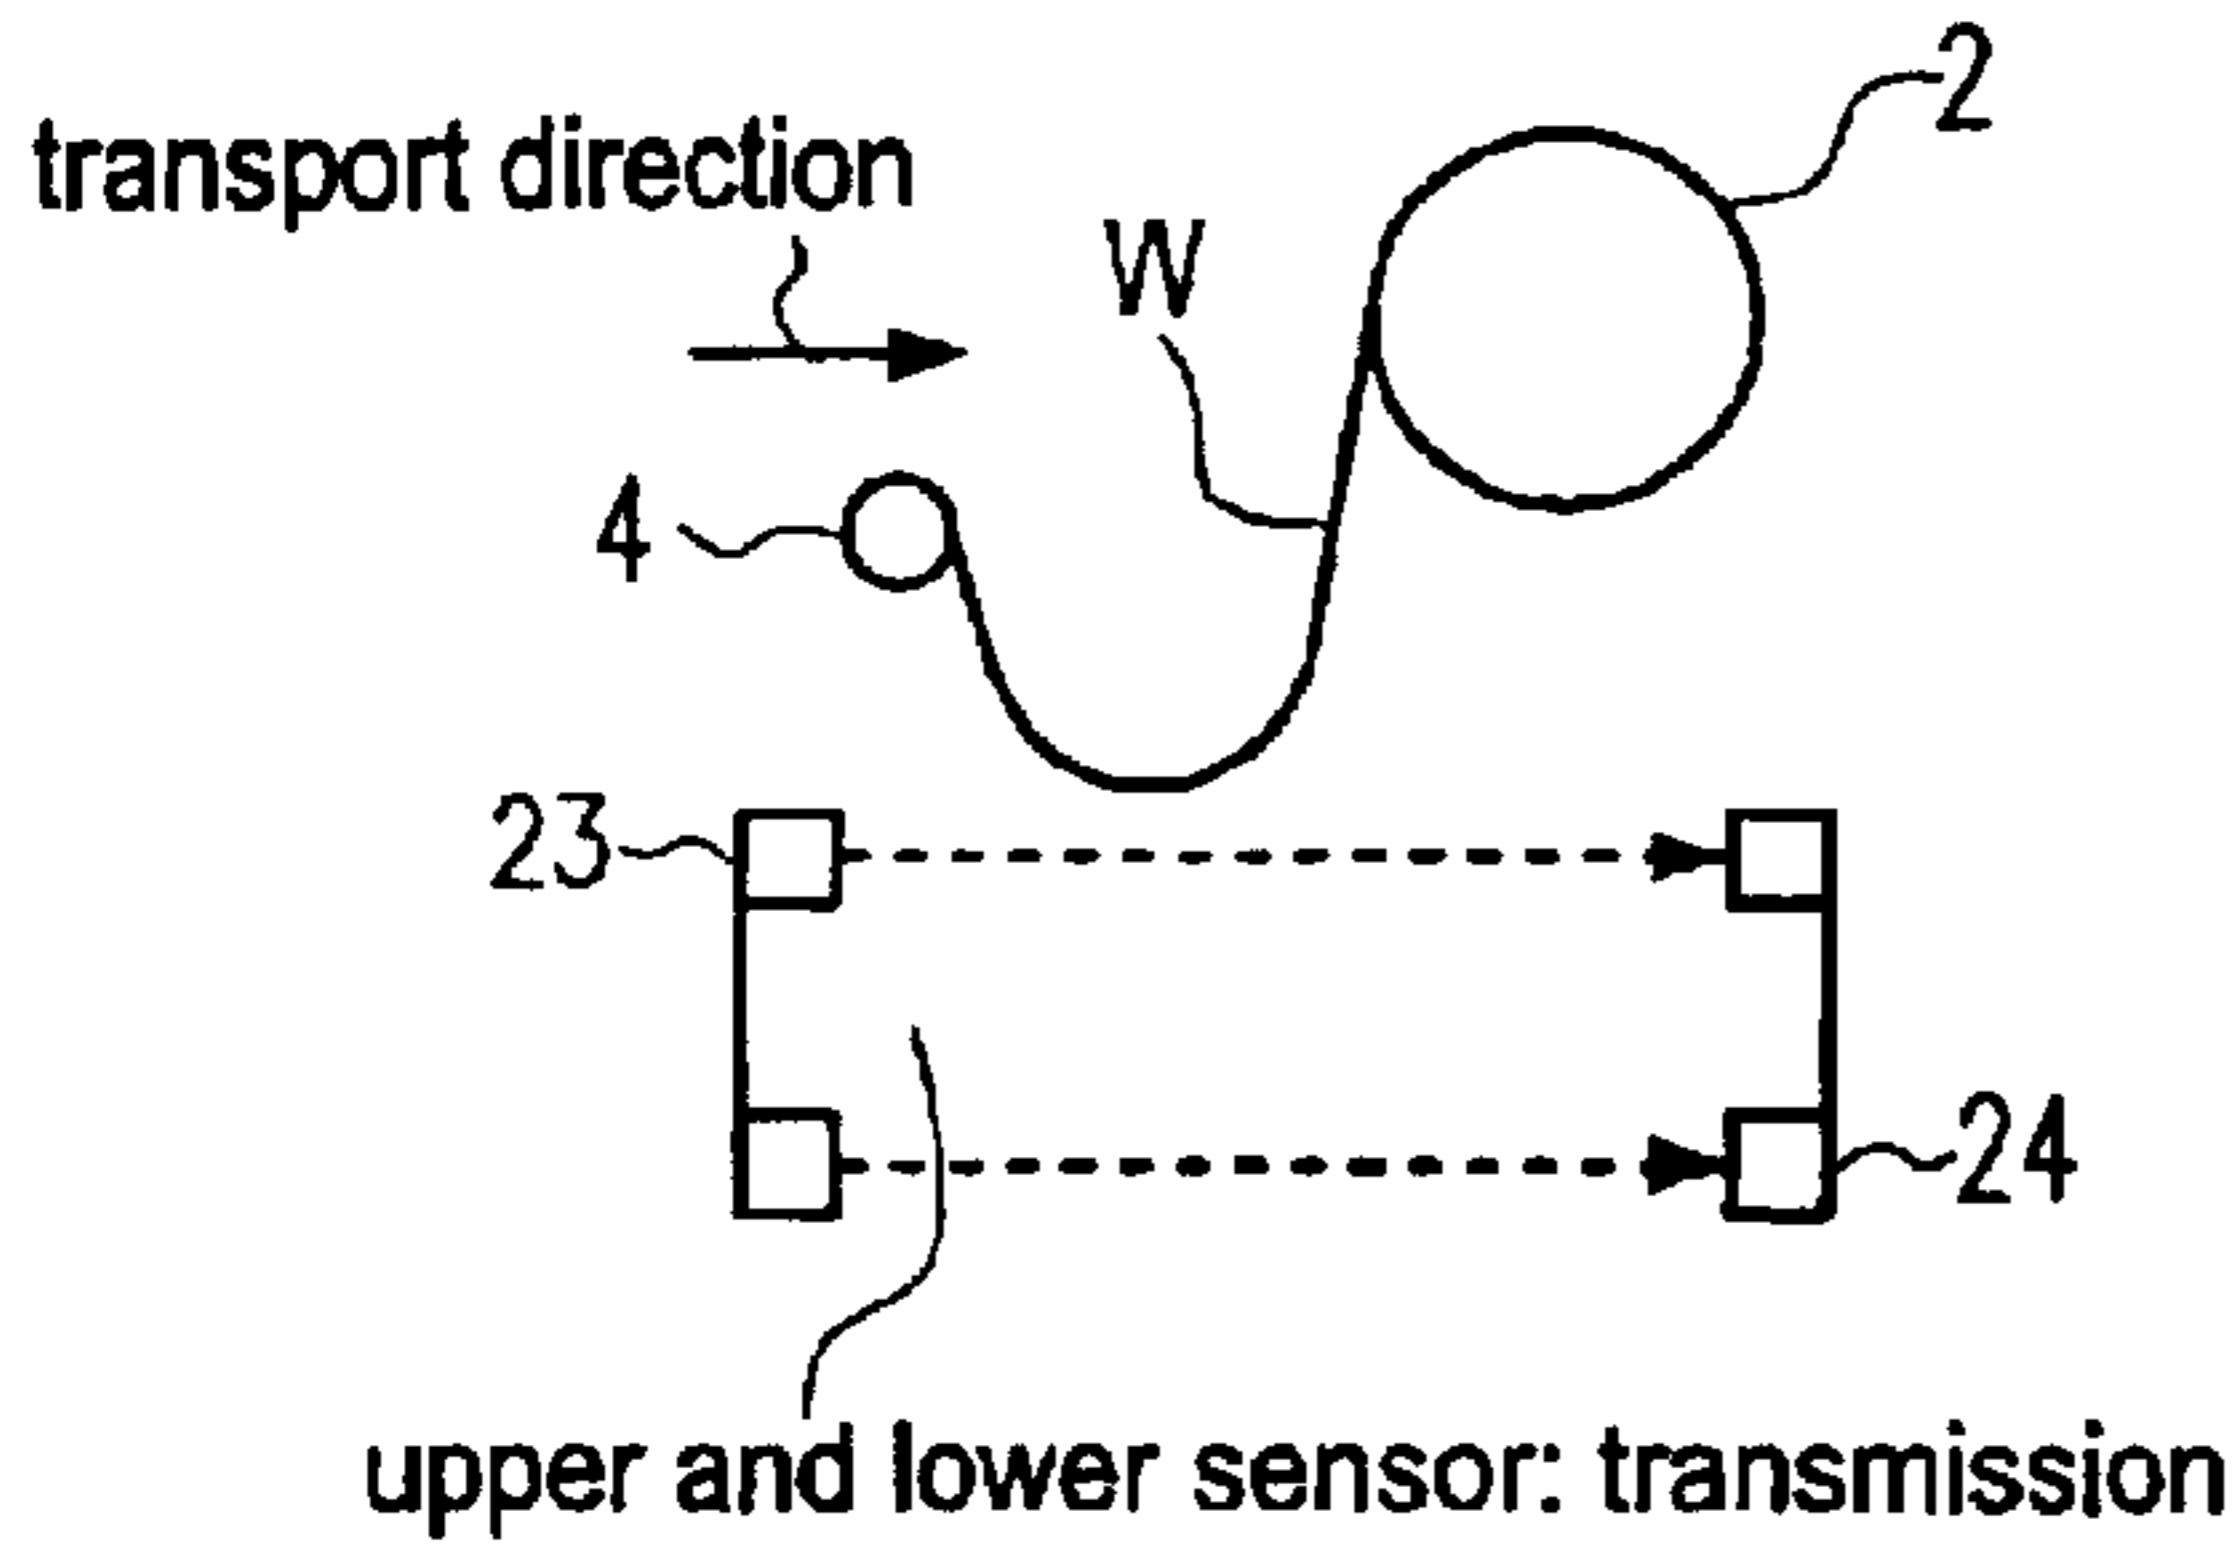 2
transport direction
W
4
23
24
upper and lower sensor: transmission